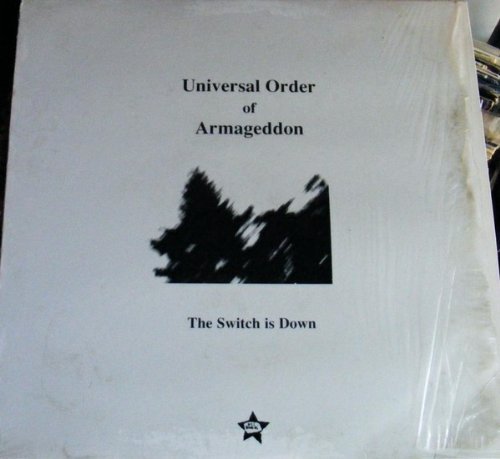 Universal Order
of
Armageddon
The Switch is Down